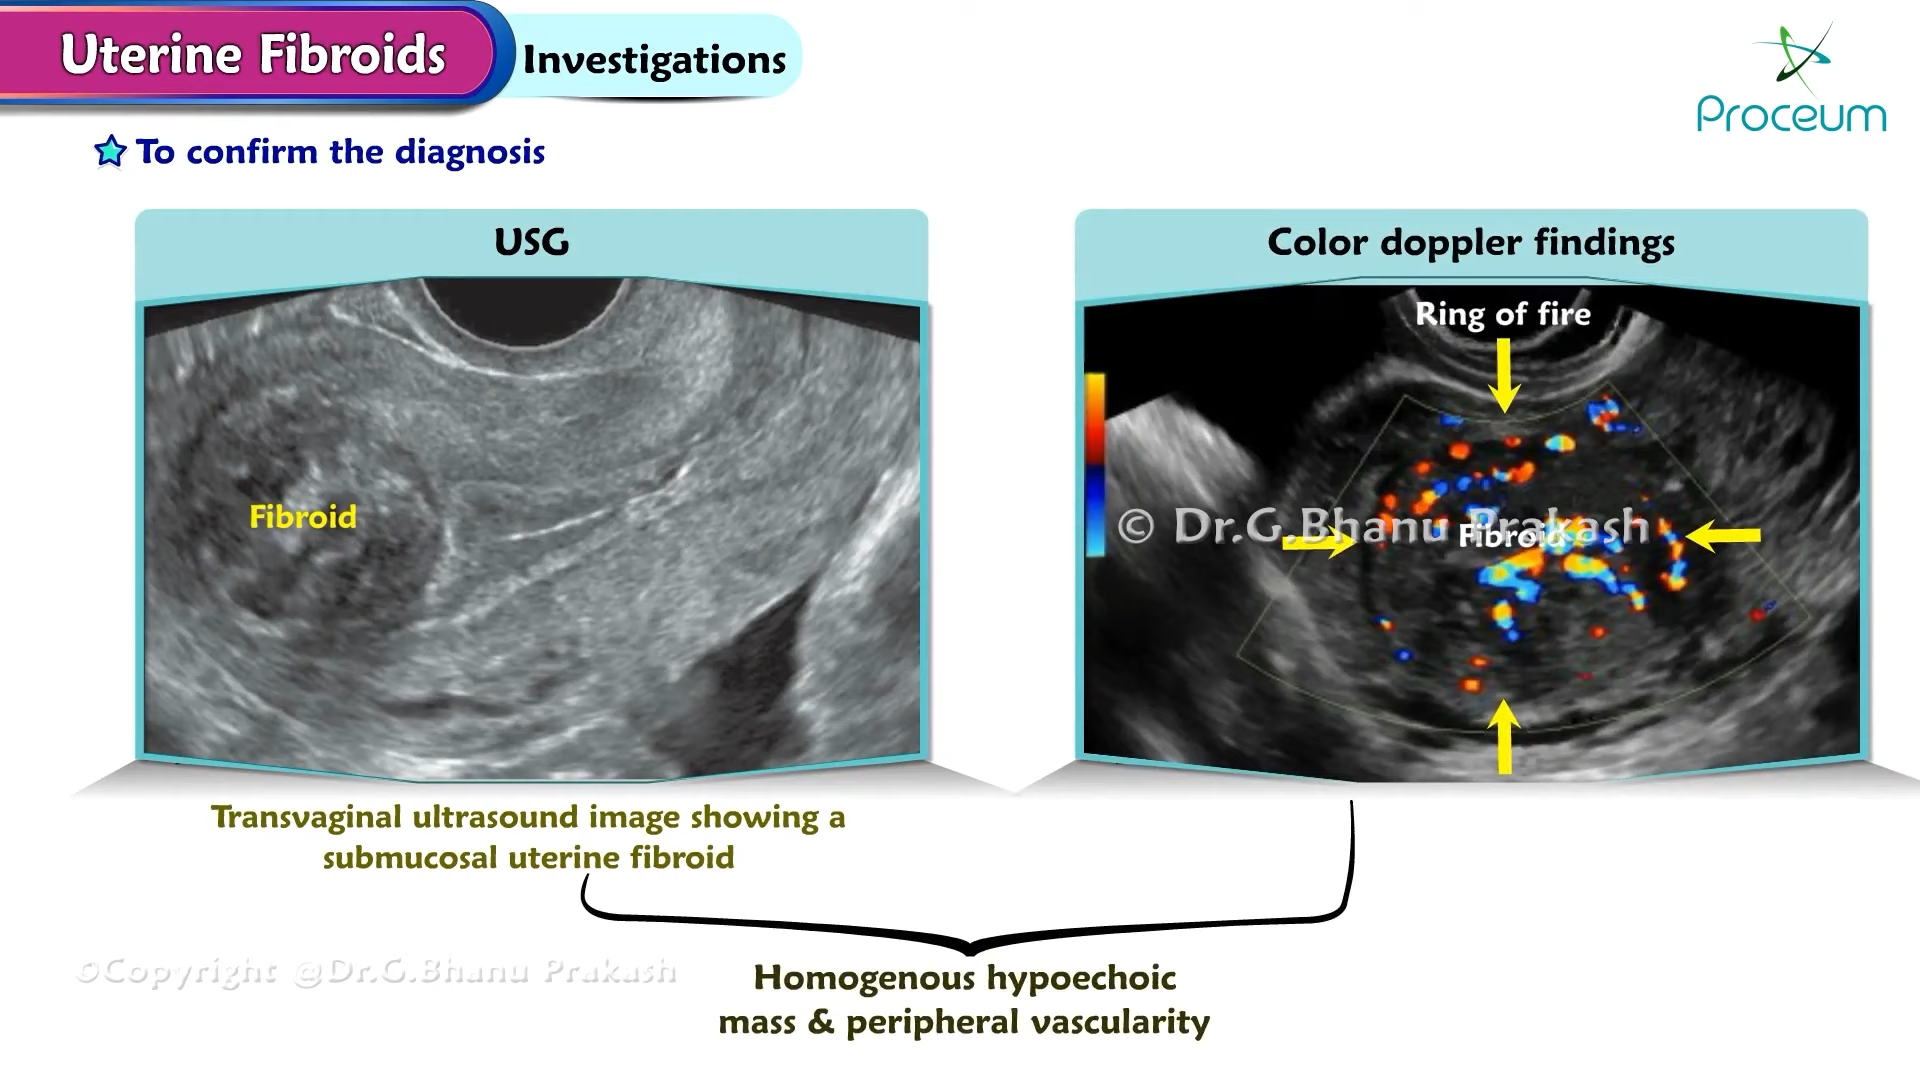 Uterine Fibroids
Investigations
Proceum
To confirm the diagnosis
USG
Fibroid
Transvaginal ultrasound image showing a
submucosal uterine fibroid
Color doppler findings
Ring of fire
© Dr.G.Bhanu Prakash
Fibroid
©Copyright @Dr.G.Bhanu Prakash
Homogenous hypoechoic
mass & peripheral vascularity